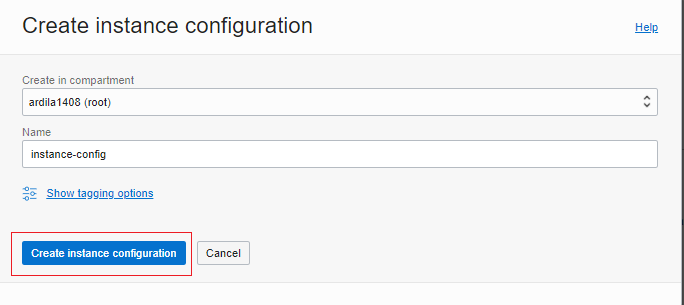 Create instance configuration
Help
Create in compartment
ardila1408 (root)
Name
instance-config
Show tagging options
Create instance configuration
Cancel